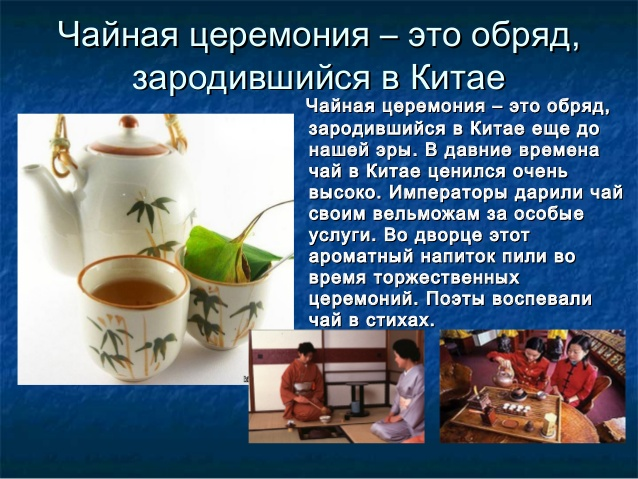 Чайная церемония – это обряд,
зародившийся в Китае
Чайная церемония – это обряд,
зародившийся в Китае еще до
нашей эры. В давние времена
чай в Китае ценился очень
высоко. Императоры дарили чай
своим вельможам за особые
услуги. Во дворце этот
ароматный напиток пили во
время торжественных
церемоний. Поэты воспевали
чай в стихах.